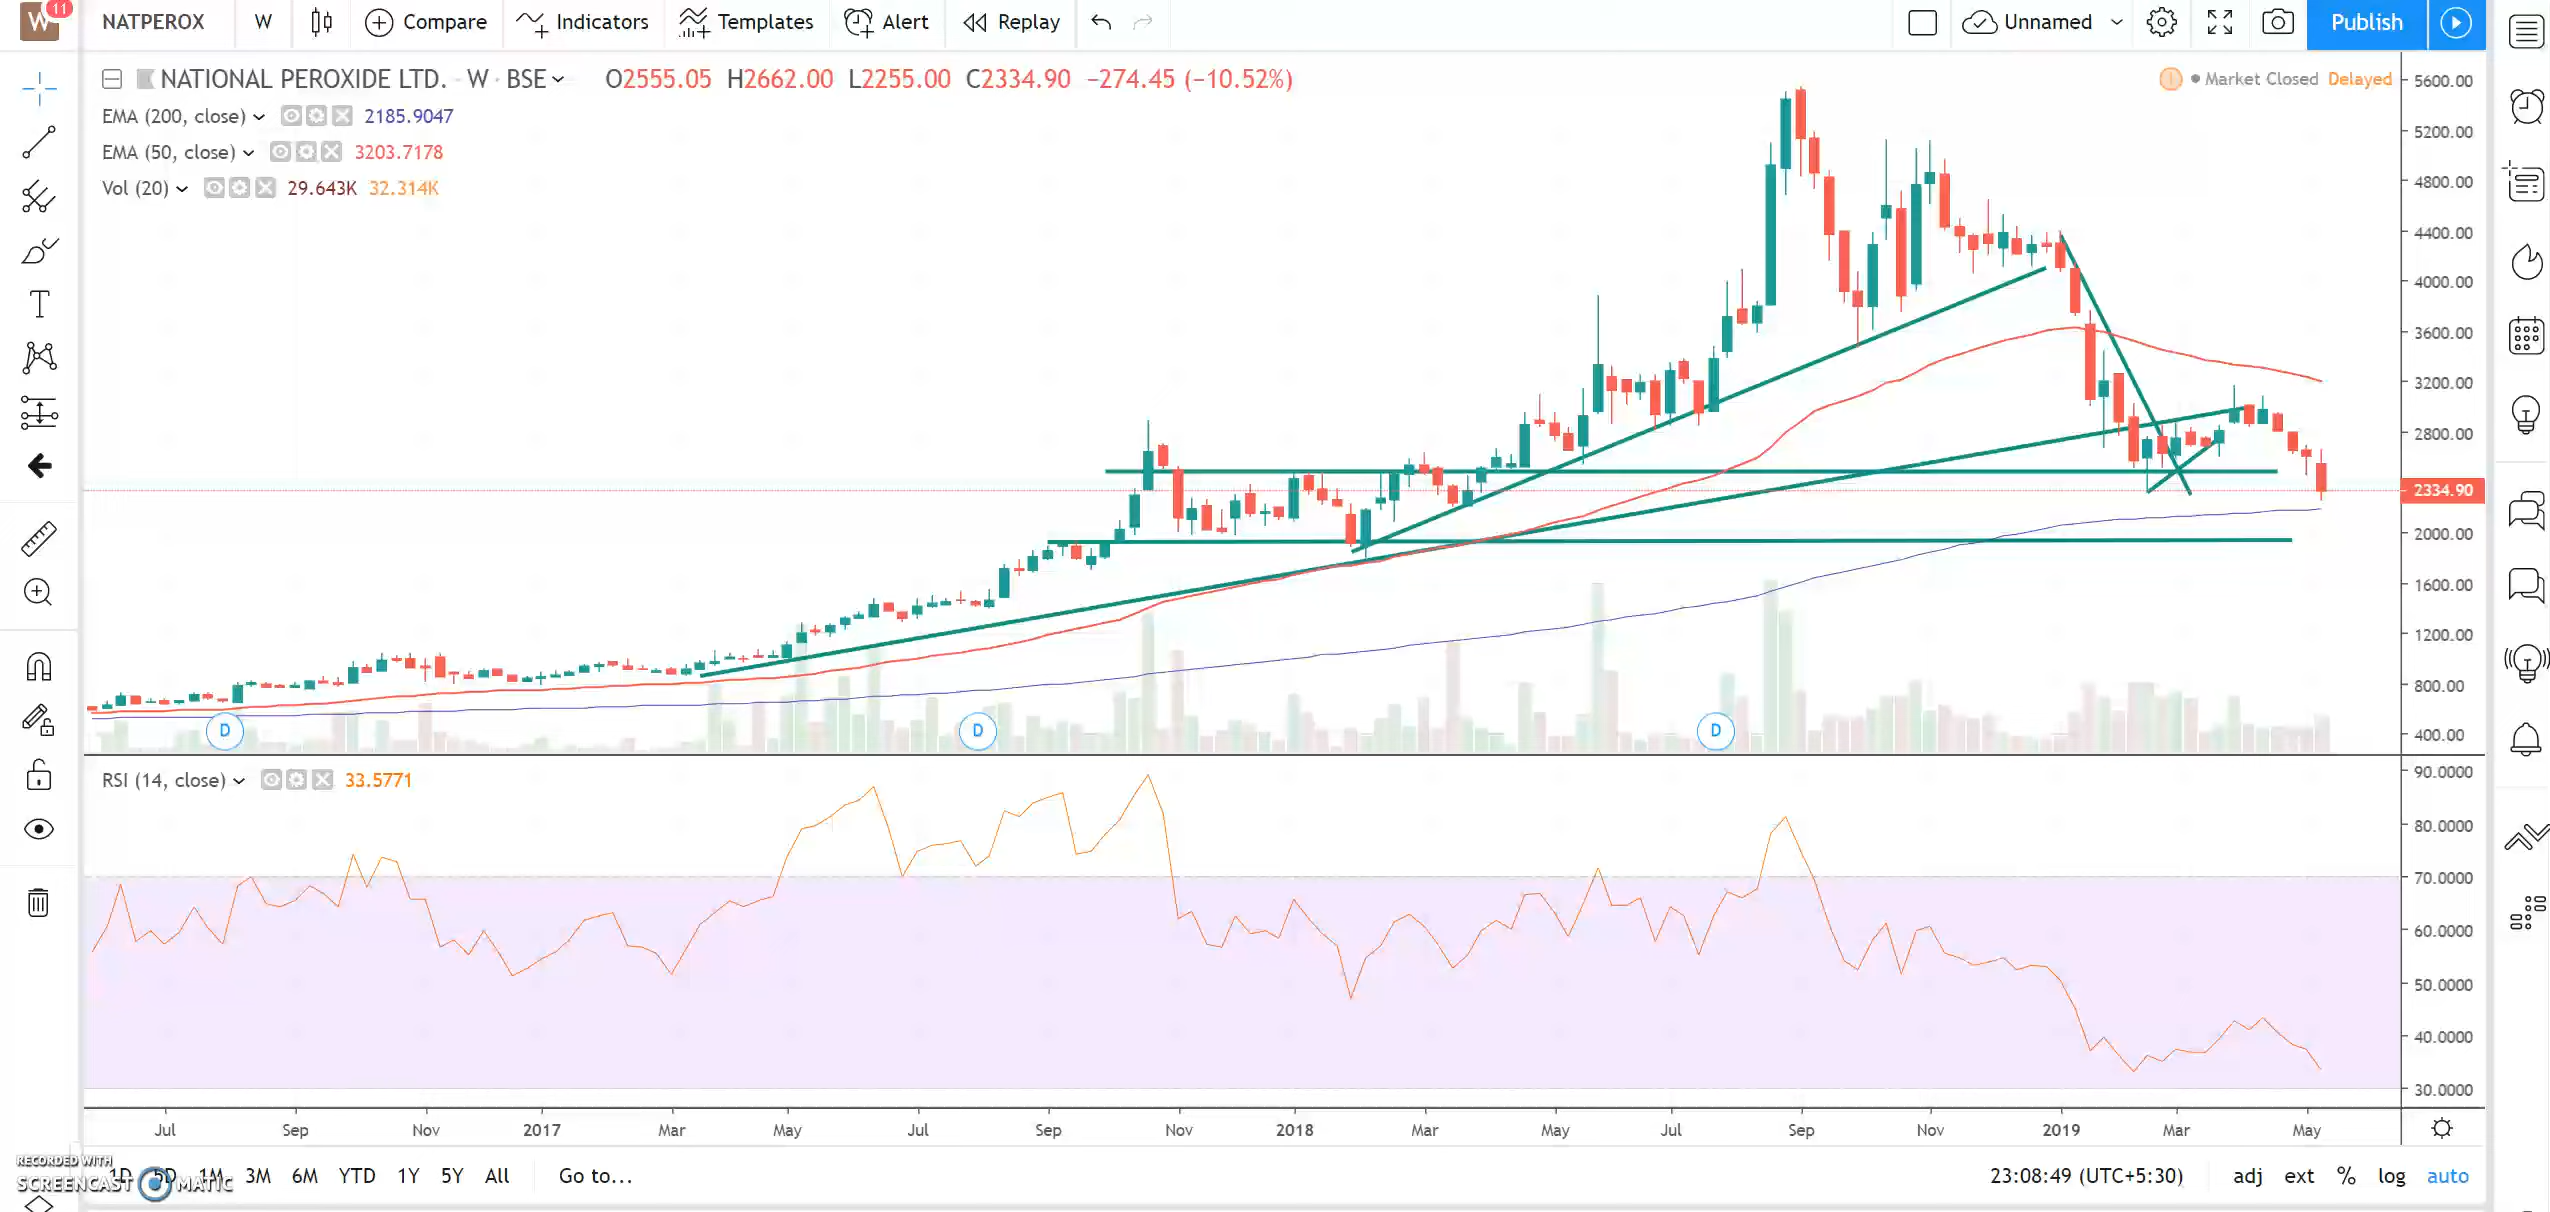 W 11 NATPEROX W Compare Indicators Templates Alert Replay Unnamed Publish
NATIONAL PEROXIDE LTD. · W · BSE O2555.05 H2662.00 L2255.00 C2334.90 −274.45 (−10.52%)
Market Closed Delayed
EMA (200, close) 2185.9047
EMA (50, close) 3203.7178
Vol (20) 29.643K 32.314K
5600.00
5200.00
4800.00
4400.00
4000.00
3600.00
3200.00
2800.00
2334.90
2000.00
1600.00
1200.00
800.00
400.00
D D D
RSI (14, close) 33.5771
90.0000
80.0000
70.0000
60.0000
50.0000
40.0000
30.0000
Jul Sep Nov 2017 Mar May Jul Sep Nov 2018 Mar May Jul Sep Nov 2019 Mar May
1D 5D 1M 3M 6M YTD 1Y 5Y All Go to... 23:08:49 (UTC+5:30) adj ext % log auto
RECORDED WITH
SCREENCAST MATIC